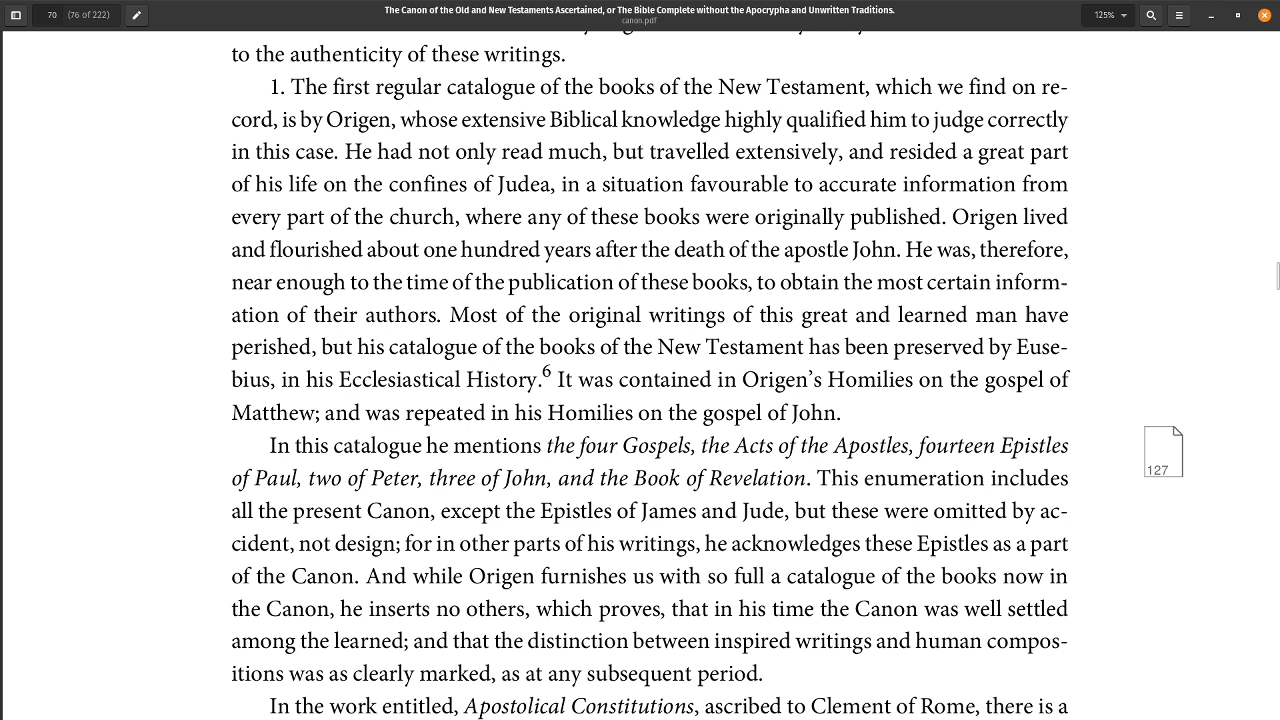 70
(76 of 222)
The Canon of the Old and New Testaments Ascertained, or The Bible Complete without the Apocrypha and Unwritten Traditions.
canon.pdf
125%
to the authenticity of these writings.
1. The first regular catalogue of the books of the New Testament, which we find on re-
cord, is by Origen, whose extensive Biblical knowledge highly qualified him to judge correctly
in this case. He had not only read much, but travelled extensively, and resided a great part
of his life on the confines of Judea, in a situation favourable to accurate information from
every part of the church, where any of these books were originally published. Origen lived
and flourished about one hundred years after the death of the apostle John. He was, therefore,
near enough to the time of the publication of these books, to obtain the most certain inform-
ation of their authors. Most of the original writings of this great and learned man have
perished, but his catalogue of the books of the New Testament has been preserved by Euse-
bius, in his Ecclesiastical History.6 It was contained in Origen’s Homilies on the gospel of
Matthew; and was repeated in his Homilies on the gospel of John.
In this catalogue he mentions the four Gospels, the Acts of the Apostles, fourteen Epistles
of Paul, two of Peter, three of John, and the Book of Revelation. This enumeration includes
all the present Canon, except the Epistles of James and Jude, but these were omitted by ac-
cident, not design; for in other parts of his writings, he acknowledges these Epistles as a part
of the Canon. And while Origen furnishes us with so full a catalogue of the books now in
the Canon, he inserts no others, which proves, that in his time the Canon was well settled
among the learned; and that the distinction between inspired writings and human compos-
itions was as clearly marked, as at any subsequent period.
In the work entitled, Apostolical Constitutions, ascribed to Clement of Rome, there is a
127